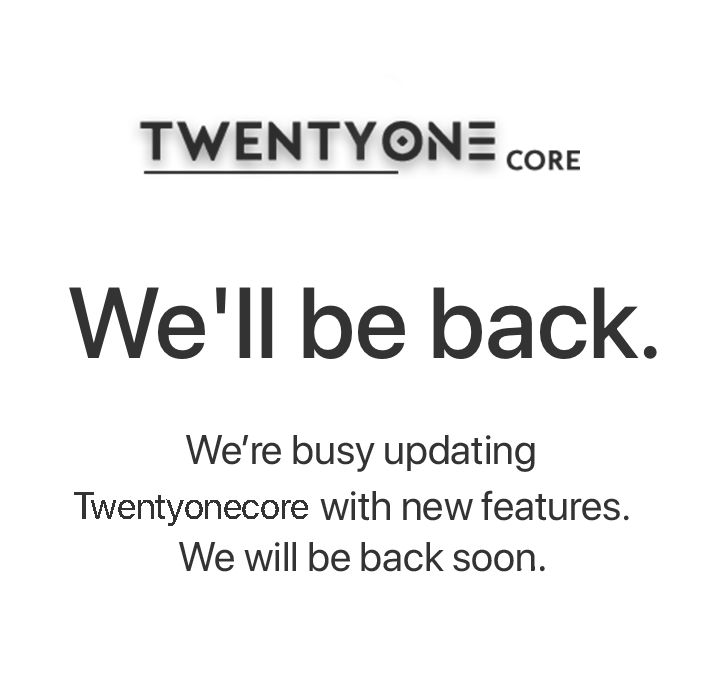 TWENTYONE CORE
We'll be back.
We’re busy updating
Twentyonecore with new features.
We will be back soon.